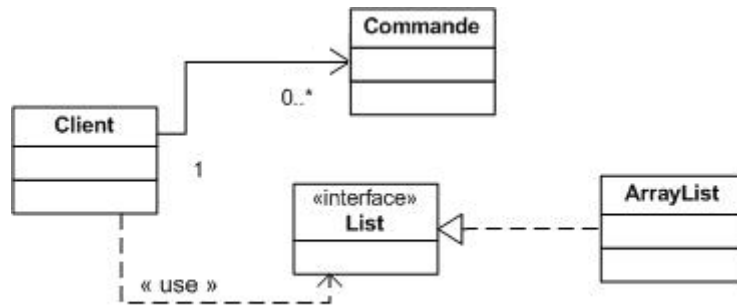 Commande
0..*
Client
1
«interface»
List
ArrayList
« use »